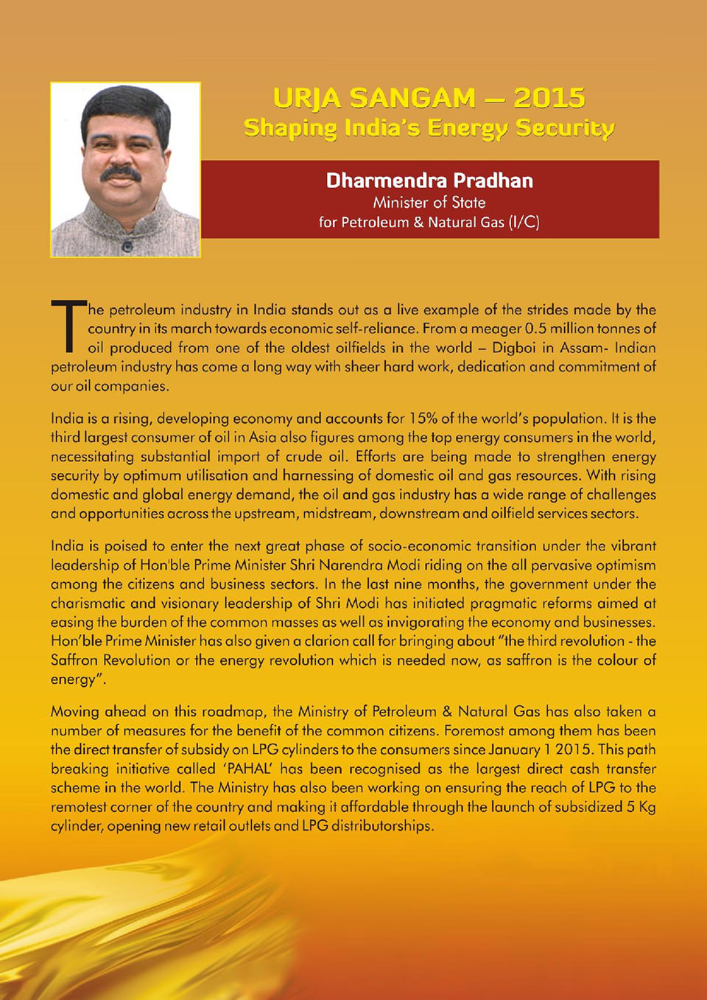 URJA SANGAM – 2015
Shaping India's Energy Security
Dharmendra Pradhan
Minister of State
for Petroleum & Natural Gas (I/C)
The petroleum industry in India stands out as a live example of the strides made by the
country in its march towards economic self-reliance. From a meager 0.5 million tonnes of
oil produced from one of the oldest oilfields in the world – Digboi in Assam- Indian
petroleum industry has come a long way with sheer hard work, dedication and commitment of
our oil companies.
India is a rising, developing economy and accounts for 15% of the world's population. It is the
third largest consumer of oil in Asia also figures among the top energy consumers in the world,
necessitating substantial import of crude oil. Efforts are being made to strengthen energy
security by optimum utilisation and harnessing of domestic oil and gas resources. With rising
domestic and global energy demand, the oil and gas industry has a wide range of challenges
and opportunities across the upstream, midstream, downstream and oilfield services sectors.
India is poised to enter the next great phase of socio-economic transition under the vibrant
leadership of Hon'ble Prime Minister Shri Narendra Modi riding on the all pervasive optimism
among the citizens and business sectors. In the last nine months, the government under the
charismatic and visionary leadership of Shri Modi has initiated pragmatic reforms aimed at
easing the burden of the common masses as well as invigorating the economy and businesses.
Hon'ble Prime Minister has also given a clarion call for bringing about "the third revolution - the
Saffron Revolution or the energy revolution which is needed now, as saffron is the colour of
energy".
Moving ahead on this roadmap, the Ministry of Petroleum & Natural Gas has also taken a
number of measures for the benefit of the common citizens. Foremost among them has been
the direct transfer of subsidy on LPG cylinders to the consumers since January 1 2015. This path
breaking initiative called 'PAHAL' has been recognised as the largest direct cash transfer
scheme in the world. The Ministry has also been working on ensuring the reach of LPG to the
remotest corner of the country and making it affordable through the launch of subsidized 5 Kg
cylinder, opening new retail outlets and LPG distributorships.